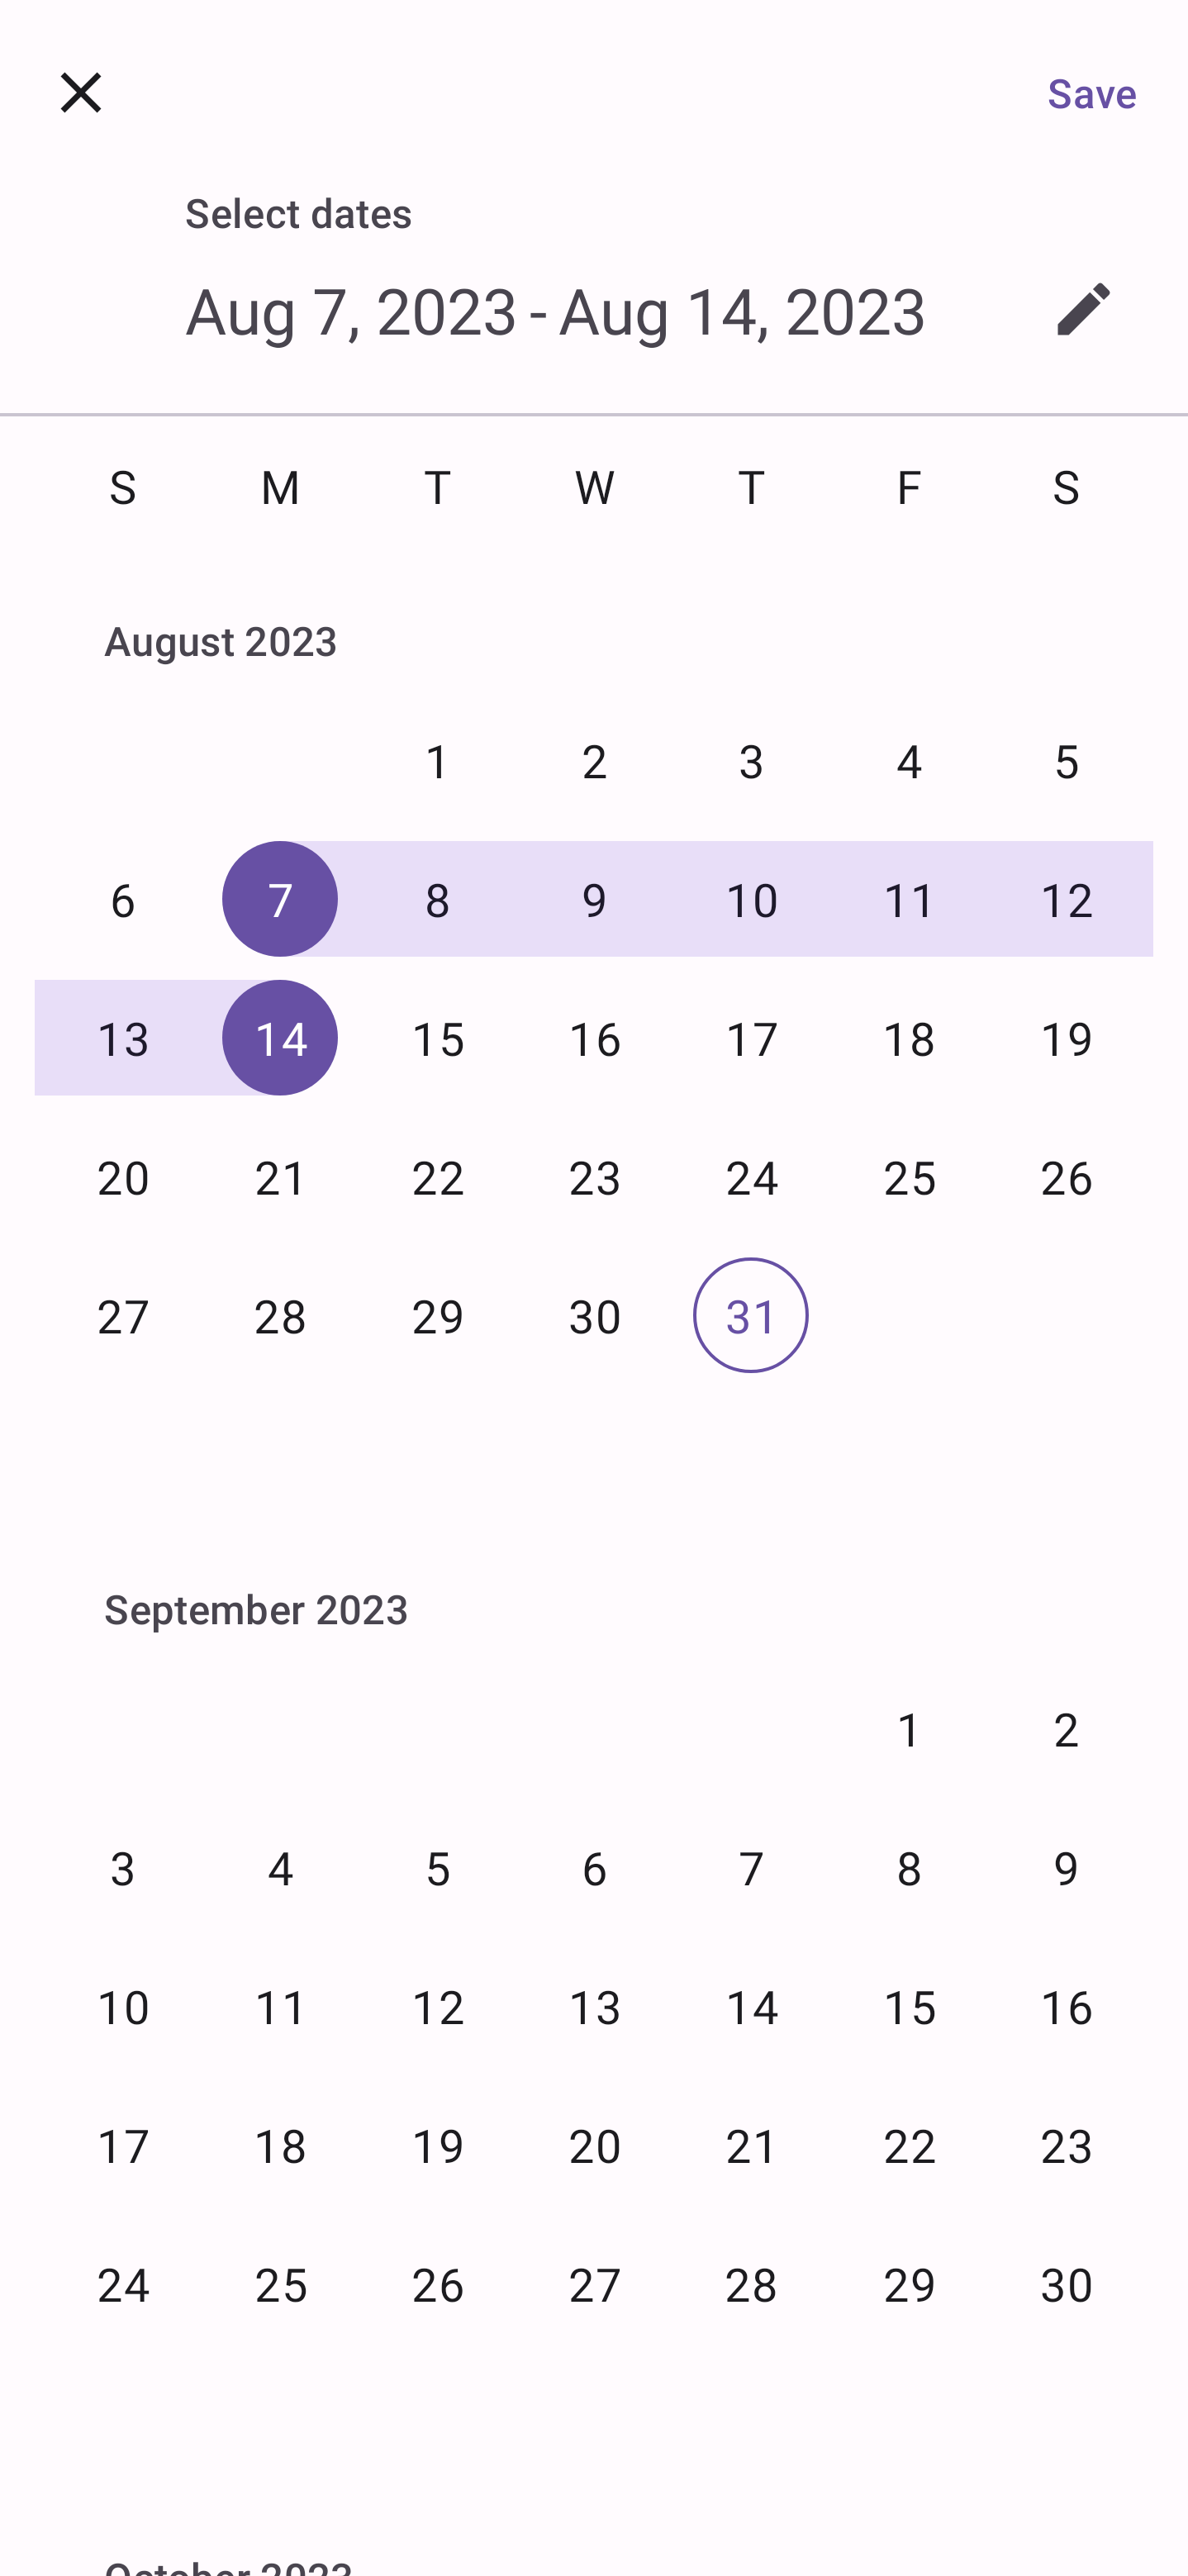 Save
Select dates
Aug 7, 2023 - Aug 14, 2023
S M T W T F S
August 2023
1 2 3 4 5
6 7 8 9 10 11 12
13 14 15 16 17 18 19
20 21 22 23 24 25 26
27 28 29 30 31
September 2023
1 2
3 4 5 6 7 8 9
10 11 12 13 14 15 16
17 18 19 20 21 22 23
24 25 26 27 28 29 30
October 2023